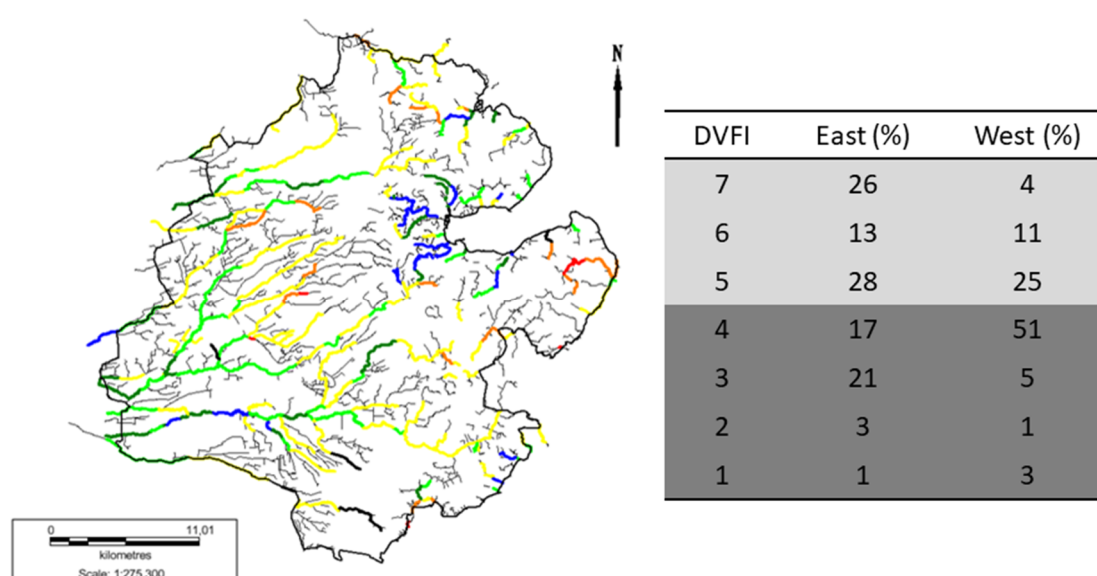 N
DVFI East (%) West (%)
7 26 4
6 13 11
5 28 25
4 17 51
3 21 5
2 3 1
1 1 3
0 11,01
kilometres
Scale: 1:275,300